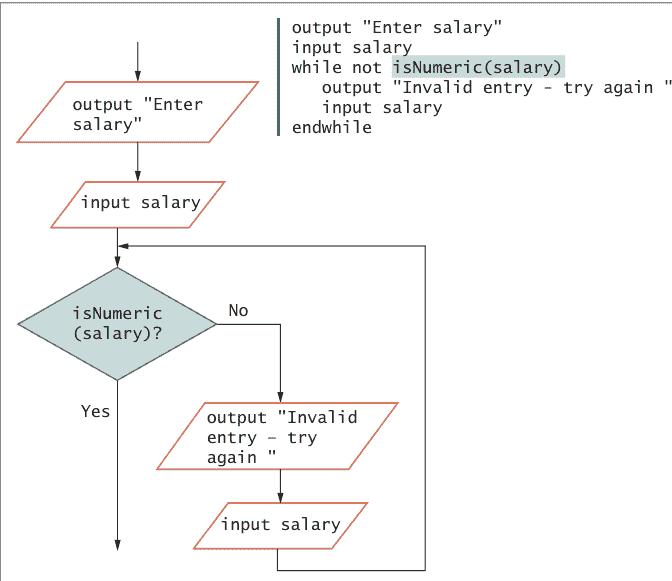 output "Enter salary"
input salary
while not isNumeric(salary)
output "Invalid entry – try again "
input salary
endwhile
output "Enter
salary"
input salary
isNumeric
(salary)?
No
Yes
output "Invalid
entry – try
again "
input salary